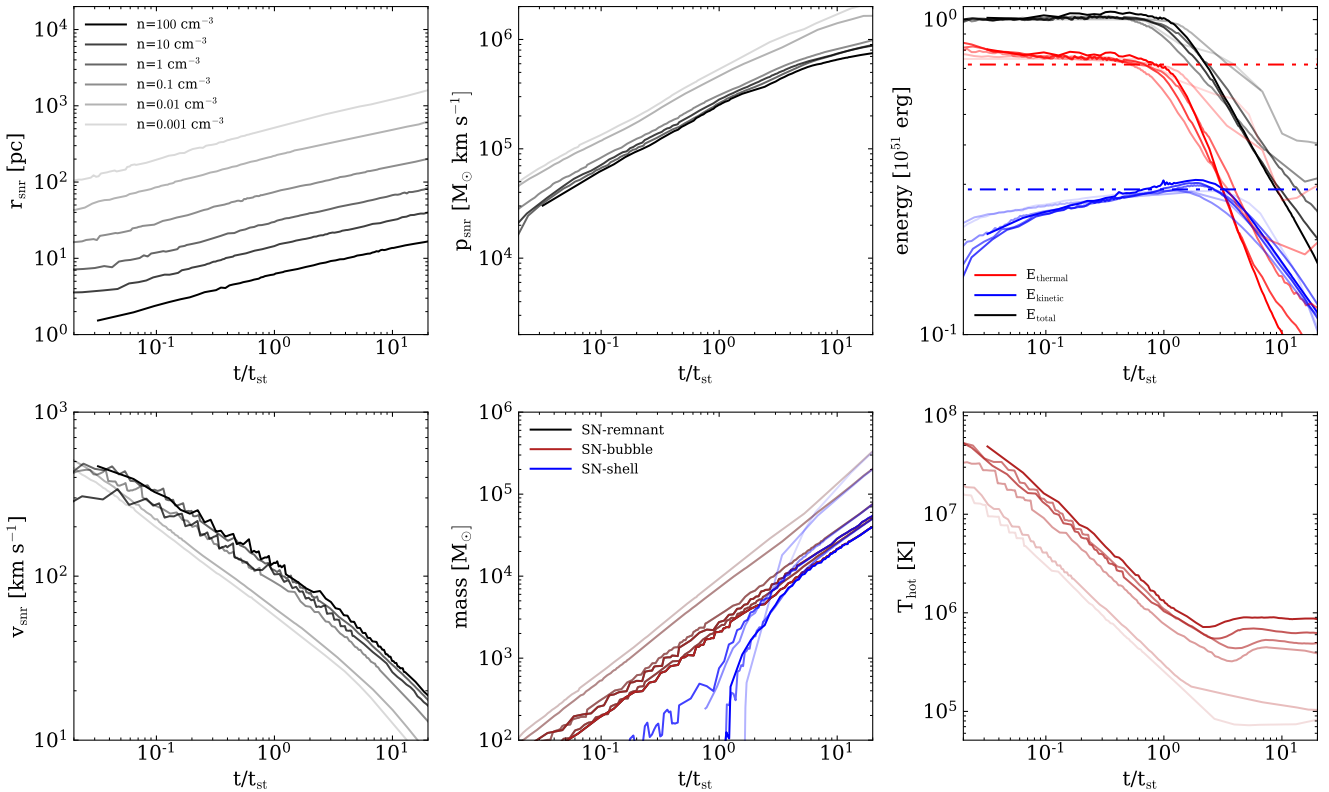 n=100 cm⁻³
n=10 cm⁻³
n=1 cm⁻³
n=0.1 cm⁻³
n=0.01 cm⁻³
n=0.001 cm⁻³
10⁴
10³
10²
10¹
10⁰
r_snr [pc]
10⁻¹ 10⁰ 10¹
t/t_st
10⁶
10⁵
10⁴
p_snr [M_⊙ km s⁻¹]
10⁻¹ 10⁰ 10¹
t/t_st
10⁰
10⁻¹
energy [10⁵¹ erg]
E_thermal
E_kinetic
E_total
10⁻¹ 10⁰ 10¹
t/t_st
10³
10²
10¹
v_snr [km s⁻¹]
10⁻¹ 10⁰ 10¹
t/t_st
SN-remnant
SN-bubble
SN-shell
10⁶
10⁵
10⁴
10³
10²
mass [M_⊙]
10⁻¹ 10⁰ 10¹
t/t_st
10⁸
10⁷
10⁶
10⁵
T_hot [K]
10⁻¹ 10⁰ 10¹
t/t_st